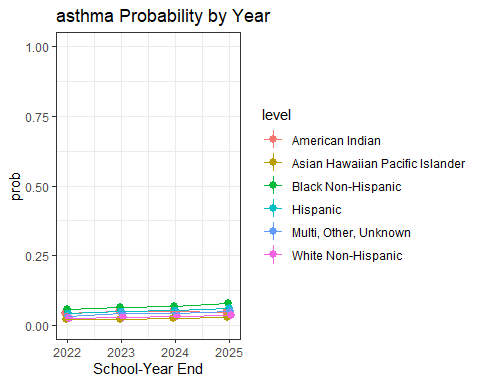 asthma Probability by Year
1.00
0.75
0.50
0.25
0.00
prob
2022 2023 2024 2025
School-Year End
level
American Indian
Asian Hawaiian Pacific Islander
Black Non-Hispanic
Hispanic
Multi, Other, Unknown
White Non-Hispanic